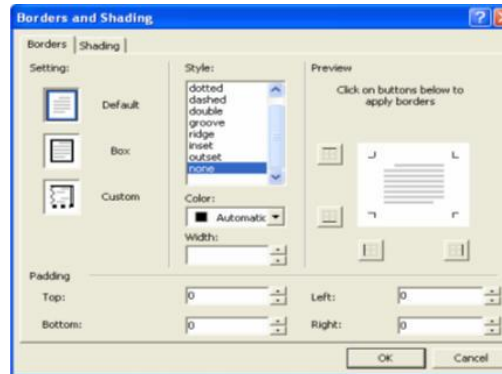 Borders and Shading
Borders Shading
Setting:
Default
Box
Custom
Style:
dotted
dashed
double
groove
ridge
inset
outset
none
Color:
Automatic
Width:
Preview
Click on buttons below to
apply borders
Padding
Top: 0 Left: 0
Bottom: 0 Right: 0
OK Cancel